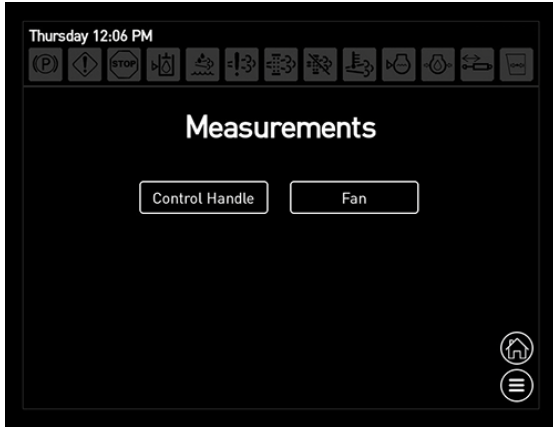 Thursday 12:06 PM
(P) STOP
Measurements
Control Handle Fan